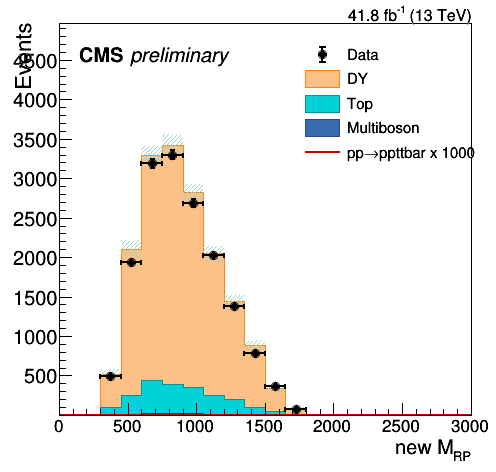 41.8 fb-1 (13 TeV)
Events
CMS preliminary
Data
DY
Top
Multiboson
pp→ppttbar x 1000
4500
4000
3500
3000
2500
2000
1500
1000
500
0 500 1000 1500 2000 2500 3000
new MRP